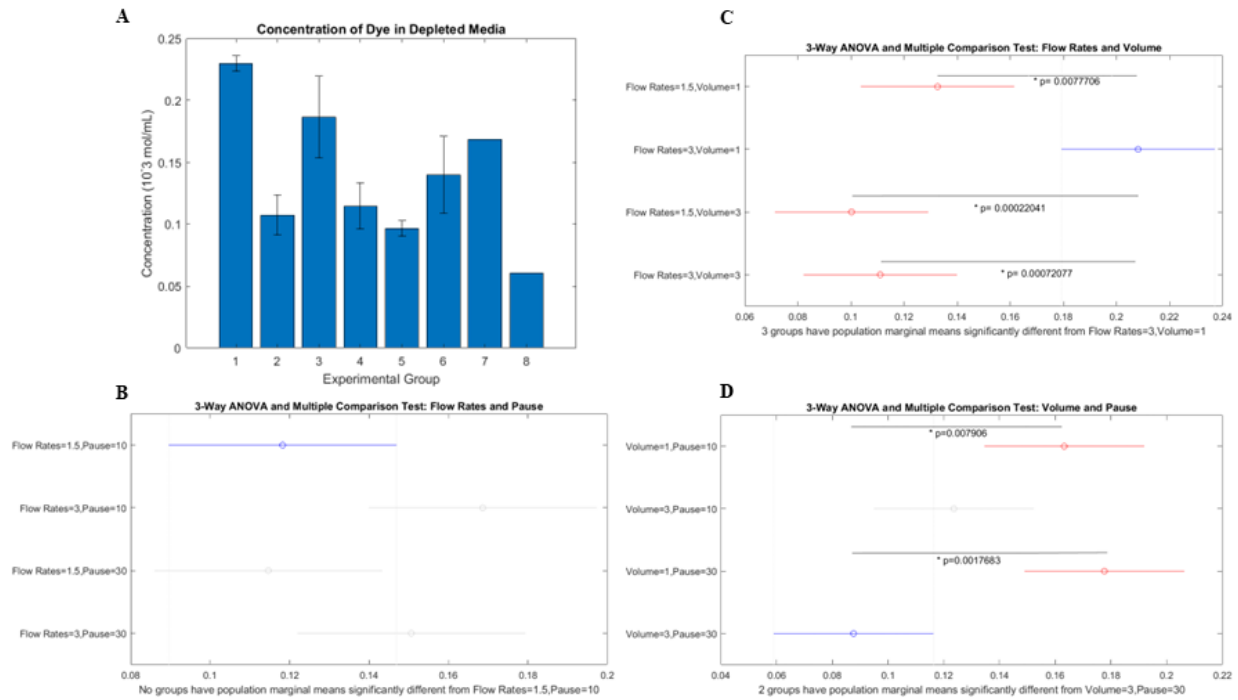 A
Concentration of Dye in Depleted Media
Concentration (10^3 mol/mL)
0.25
0.2
0.15
0.1
0.05
0
1 2 3 4 5 6 7 8
Experimental Group
B
3-Way ANOVA and Multiple Comparison Test: Flow Rates and Pause
Flow Rates=1.5,Pause=10
Flow Rates=3,Pause=10
Flow Rates=1.5,Pause=30
Flow Rates=3,Pause=30
0.08 0.1 0.12 0.14 0.16 0.18 0.2
No groups have population marginal means significantly different from Flow Rates=1.5,Pause=10
C
3-Way ANOVA and Multiple Comparison Test: Flow Rates and Volume
Flow Rates=1.5,Volume=1
* p= 0.0077706
Flow Rates=3,Volume=1
Flow Rates=1.5,Volume=3
* p= 0.00022041
Flow Rates=3,Volume=3
* p= 0.00072077
0.06 0.08 0.1 0.12 0.14 0.16 0.18 0.2 0.22 0.24
3 groups have population marginal means significantly different from Flow Rates=3,Volume=1
D
3-Way ANOVA and Multiple Comparison Test: Volume and Pause
Volume=1,Pause=10
* p=0.007906
Volume=3,Pause=10
Volume=1,Pause=30
* p=0.0017683
Volume=3,Pause=30
0.04 0.06 0.08 0.1 0.12 0.14 0.16 0.18 0.2 0.22
2 groups have population marginal means significantly different from Volume=3,Pause=30